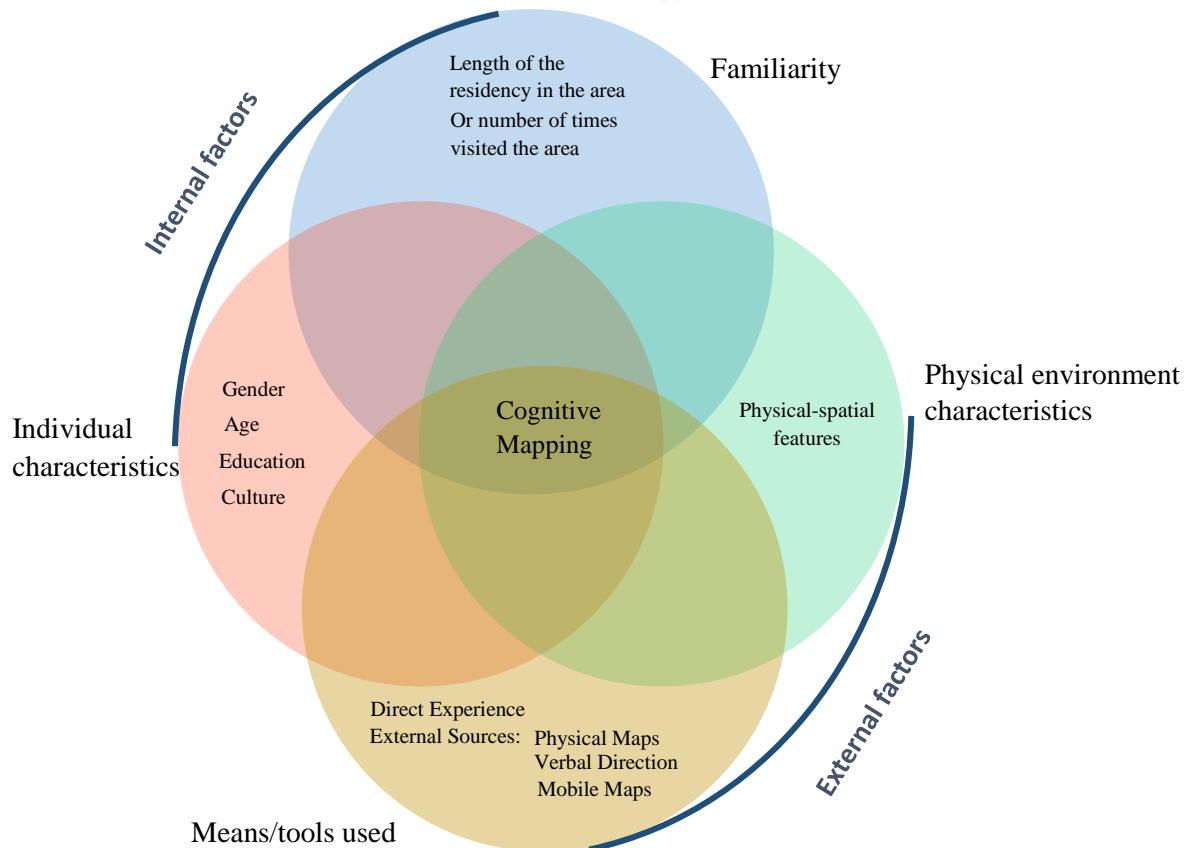 Length of the
residency in the area
Or number of times
visited the area
Familiarity
Internal factors
Gender
Age
Education
Culture
Individual
characteristics
Cognitive
Mapping
Physical-spatial
features
Physical environment
characteristics
Direct Experience
External Sources: Physical Maps
Verbal Direction
Mobile Maps
External factors
Means/tools used